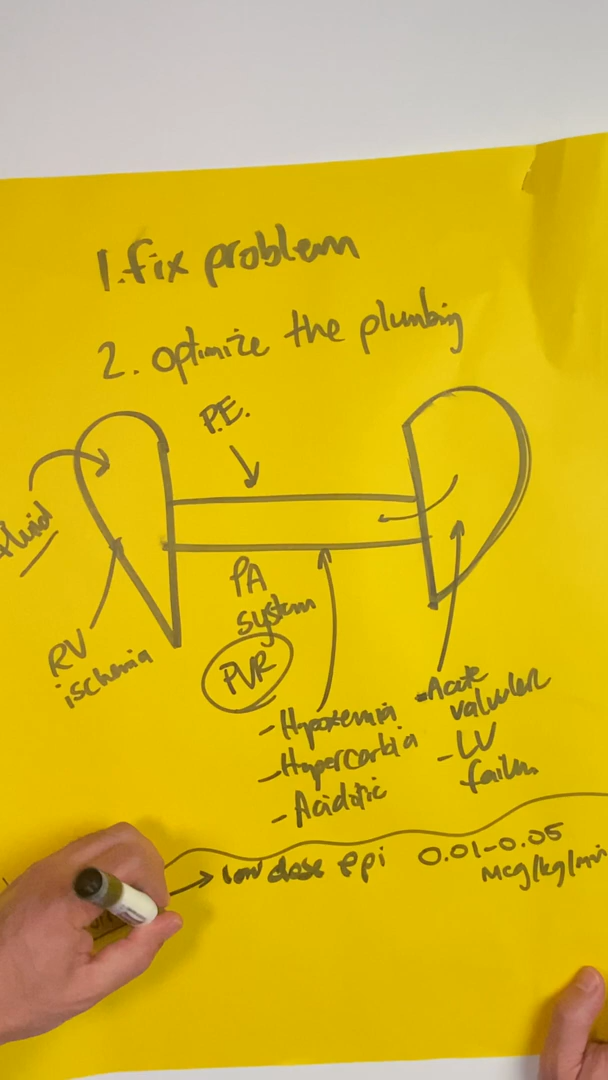 1. fix problem
2. optimize the plumbing
P.E.
fluid
RV
ischemia
PA
system
PVR
- Hypoxemia
- Hypercarbia
- Acidotic
- Acute
valvular
- LV
failure
→ low dose epi 0.01-0.05
mcg/kg/min